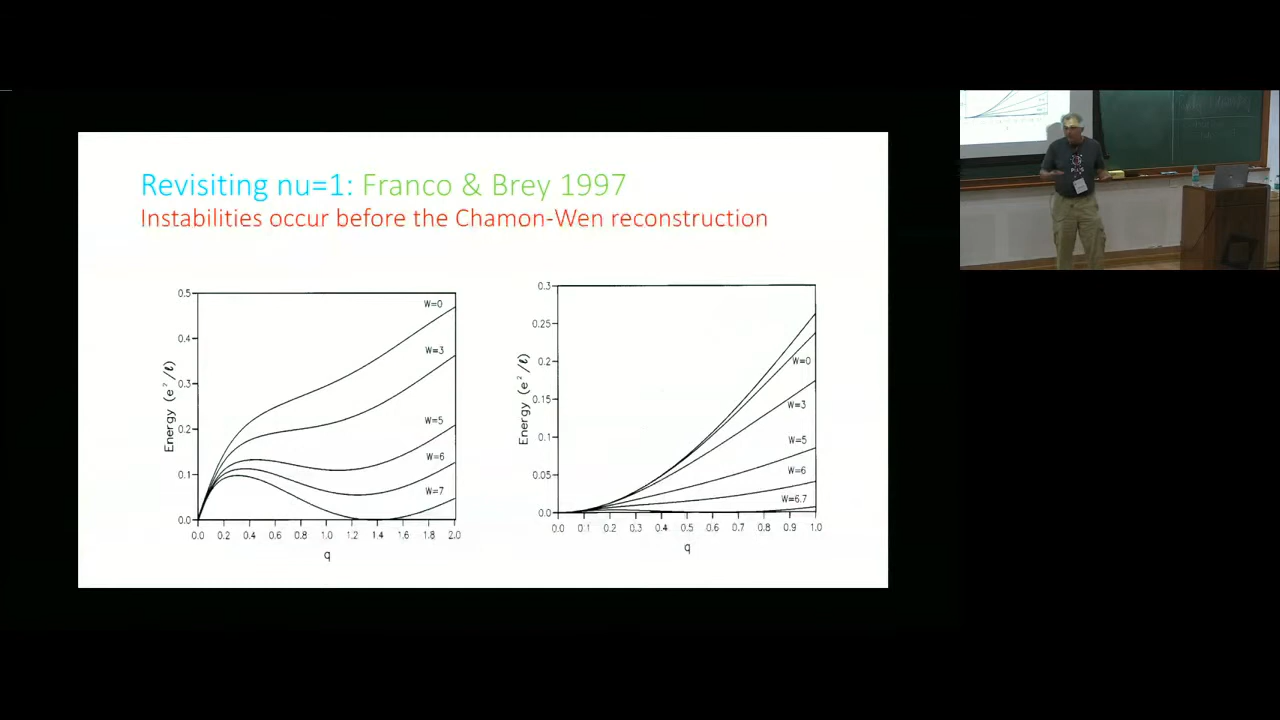 Revisiting nu=1: Franco & Brey 1997
Instabilities occur before the Chamon-Wen reconstruction
0.5
0.4
0.3
0.2
0.1
0.0
Energy (e²/ℓ)
W=0
W=3
W=5
W=6
W=7
0.0 0.2 0.4 0.6 0.8 1.0 1.2 1.4 1.6 1.8 2.0
q
0.3
0.25
0.2
0.15
0.1
0.05
0.0
Energy (e²/ℓ)
W=0
W=3
W=5
W=6
W=6.7
0.0 0.1 0.2 0.3 0.4 0.5 0.6 0.7 0.8 0.9 1.0
q